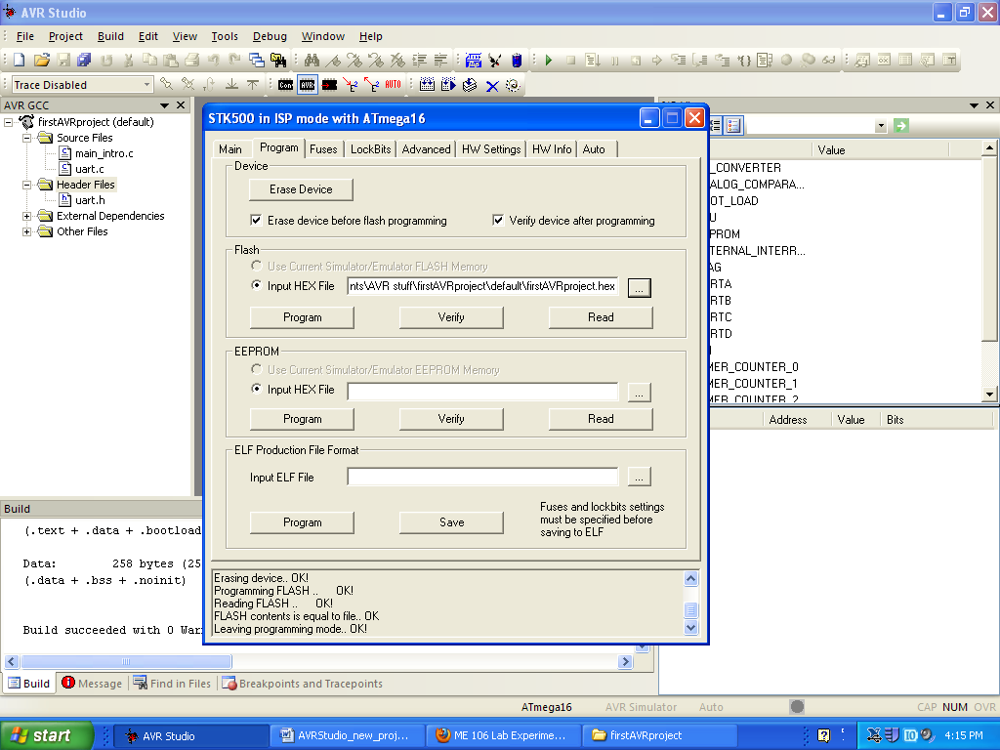 AVR Studio
File Project Build Edit View Tools Debug Window Help
Trace Disabled
Con AVR AUTO
AVR GCC
firstAVRproject (default)
Source Files
main_intro.c
uart.c
Header Files
uart.h
External Dependencies
Other Files
STK500 in ISP mode with ATmega16
Main Program Fuses LockBits Advanced HW Settings HW Info Auto
Device
Erase Device
Erase device before flash programming Verify device after programming
Flash
Use Current Simulator/Emulator FLASH Memory
Input HEX File nts\AVR stuff\firstAVRproject\default\firstAVRproject.hex ...
Program Verify Read
EEPROM
Use Current Simulator/Emulator EEPROM Memory
Input HEX File ...
Program Verify Read
ELF Production File Format
Input ELF File ...
Program Save
Fuses and lockbits settings
must be specified before
saving to ELF
Erasing device.. OK!
Programming FLASH .. OK!
Reading FLASH .. OK!
FLASH contents is equal to file.. OK
Leaving programming mode.. OK!
Value
_CONVERTER
ALOG_COMPARA...
OT_LOAD
U
PROM
TERNAL_INTERR...
AG
RTA
RTB
RTC
RTD
MER_COUNTER_0
MER_COUNTER_1
MER_COUNTER_2
Address Value Bits
Build
(.text + .data + .bootload
Data: 258 bytes (25
(.data + .bss + .noinit)
Build succeeded with 0 War
Build Message Find in Files Breakpoints and Tracepoints
ATmega16 AVR Simulator Auto CAP NUM OVR
start AVR Studio AVRStudio_new_proj... ME 106 Lab Experime... firstAVRproject ? 4:15 PM